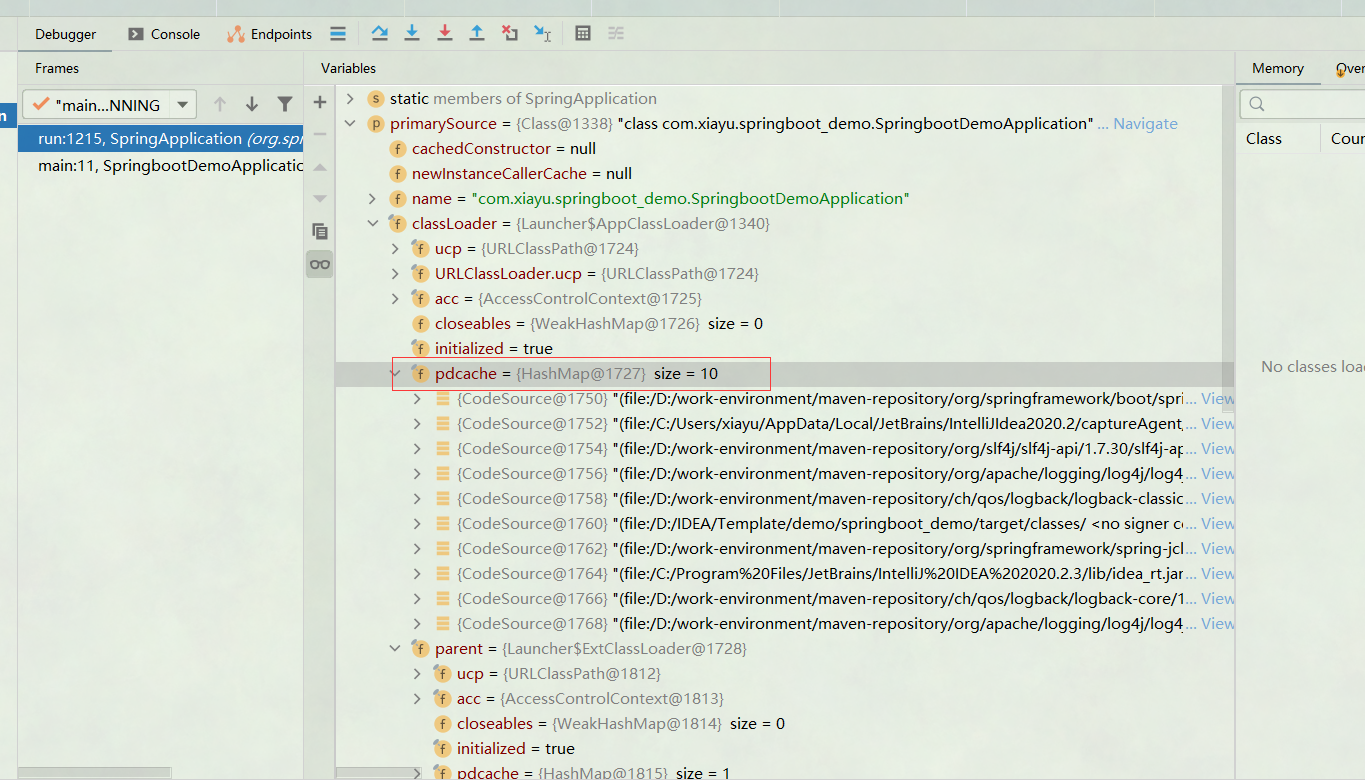 Debugger Console Endpoints
Frames
Variables
Memory
Over
"main...NNING
run:1215, SpringApplication (org.spr
main:11, SpringbootDemoApplicatio
static members of SpringApplication
primarySource = {Class@1338} "class com.xiayu.springboot_demo.SpringbootDemoApplication" ... Navigate
cachedConstructor = null
newInstanceCallerCache = null
name = "com.xiayu.springboot_demo.SpringbootDemoApplication"
classLoader = {Launcher$AppClassLoader@1340}
ucp = {URLClassPath@1724}
URLClassLoader.ucp = {URLClassPath@1724}
acc = {AccessControlContext@1725}
closeables = {WeakHashMap@1726} size = 0
initialized = true
pdcache = {HashMap@1727} size = 10
{CodeSource@1750} "(file:/D:/work-environment/maven-repository/org/springframework/boot/spri... View
{CodeSource@1752} "(file:/C:/Users/xiayu/AppData/Local/JetBrains/IntelliJIdea2020.2/captureAgent,... View
{CodeSource@1754} "(file:/D:/work-environment/maven-repository/org/slf4j/slf4j-api/1.7.30/slf4j-ap... View
{CodeSource@1756} "(file:/D:/work-environment/maven-repository/org/apache/logging/log4j/log4... View
{CodeSource@1758} "(file:/D:/work-environment/maven-repository/ch/qos/logback/logback-classic... View
{CodeSource@1760} "(file:/D:/IDEA/Template/demo/springboot_demo/target/classes/ <no signer c... View
{CodeSource@1762} "(file:/D:/work-environment/maven-repository/org/springframework/spring-jcl... View
{CodeSource@1764} "(file:/C:/Program%20Files/JetBrains/IntelliJ%20IDEA%202020.2.3/lib/idea_rt.jar... View
{CodeSource@1766} "(file:/D:/work-environment/maven-repository/ch/qos/logback/logback-core/1... View
{CodeSource@1768} "(file:/D:/work-environment/maven-repository/org/apache/logging/log4j/log4... View
parent = {Launcher$ExtClassLoader@1728}
ucp = {URLClassPath@1812}
acc = {AccessControlContext@1813}
closeables = {WeakHashMap@1814} size = 0
initialized = true
pdcache = {HashMap@1815} size = 1
Class
Coun
No classes loa